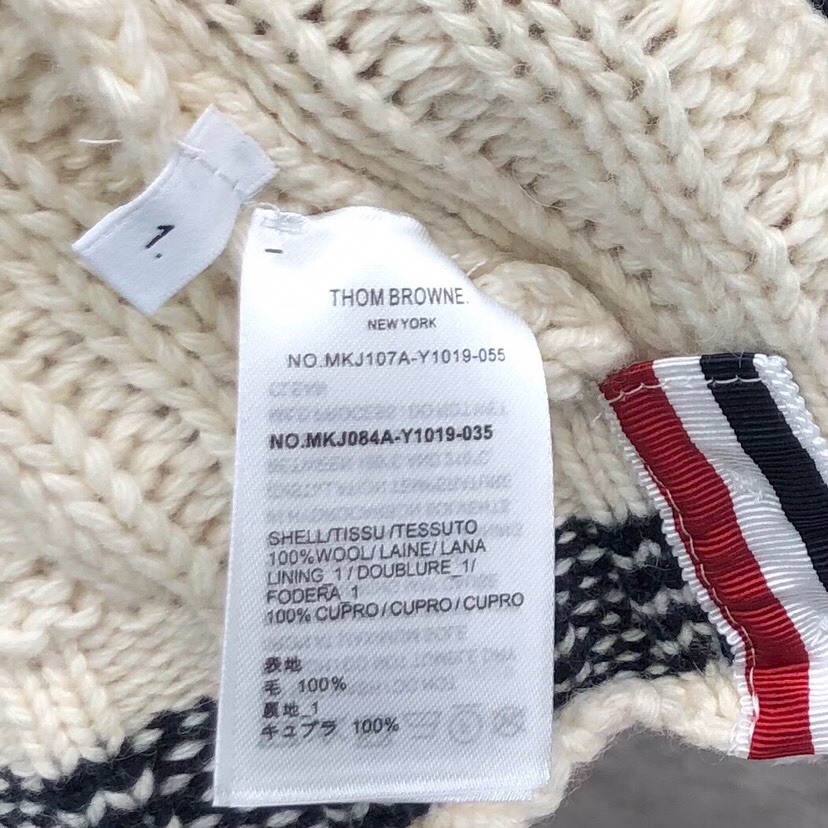 1.
THOM BROWNE.
NEW YORK
NO.MKJ107A-Y1019-055
NO.MKJ084A-Y1019-035
SHELL/TISSU/TESSUTO
100%WOOL/LAINE/LANA
LINING_1/DOUBLURE_1/
FODERA_1
100% CUPRO/CUPRO/CUPRO
表地
毛 100%
裏地_1
キュプラ 100%